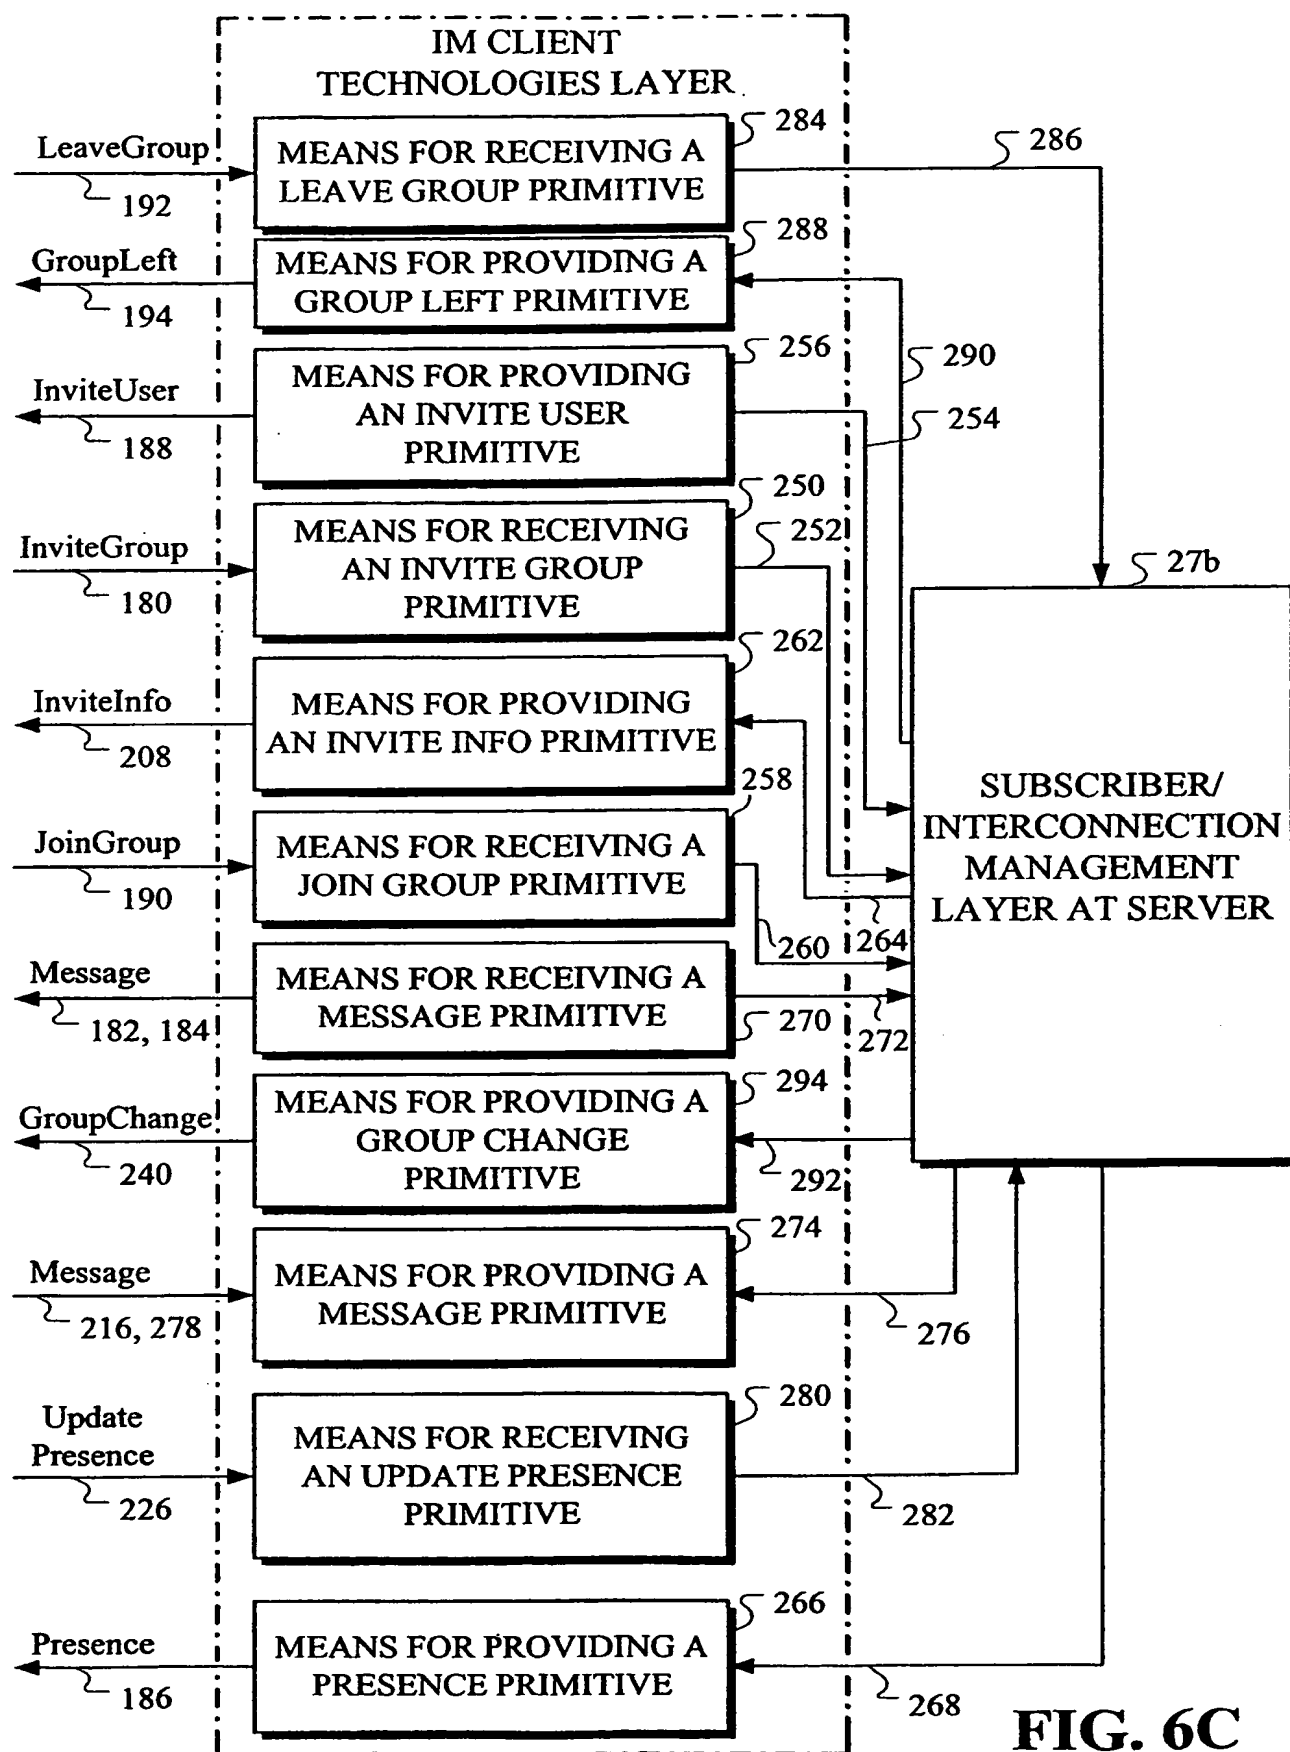 IM CLIENT
TECHNOLOGIES LAYER
LeaveGroup
192
MEANS FOR RECEIVING A
LEAVE GROUP PRIMITIVE
284
286
GroupLeft
194
MEANS FOR PROVIDING A
GROUP LEFT PRIMITIVE
288
290
InviteUser
188
MEANS FOR PROVIDING
AN INVITE USER
PRIMITIVE
256
254
InviteGroup
180
MEANS FOR RECEIVING
AN INVITE GROUP
PRIMITIVE
250
252
27b
InviteInfo
208
MEANS FOR PROVIDING
AN INVITE INFO PRIMITIVE
262
264
SUBSCRIBER/
INTERCONNECTION
MANAGEMENT
LAYER AT SERVER
JoinGroup
190
MEANS FOR RECEIVING A
JOIN GROUP PRIMITIVE
258
260
Message
182, 184
MEANS FOR RECEIVING A
MESSAGE PRIMITIVE
270
272
GroupChange
240
MEANS FOR PROVIDING A
GROUP CHANGE
PRIMITIVE
294
292
Message
216, 278
MEANS FOR PROVIDING A
MESSAGE PRIMITIVE
274
276
Update
Presence
226
MEANS FOR RECEIVING
AN UPDATE PRESENCE
PRIMITIVE
280
282
Presence
186
MEANS FOR PROVIDING A
PRESENCE PRIMITIVE
266
268
FIG. 6C